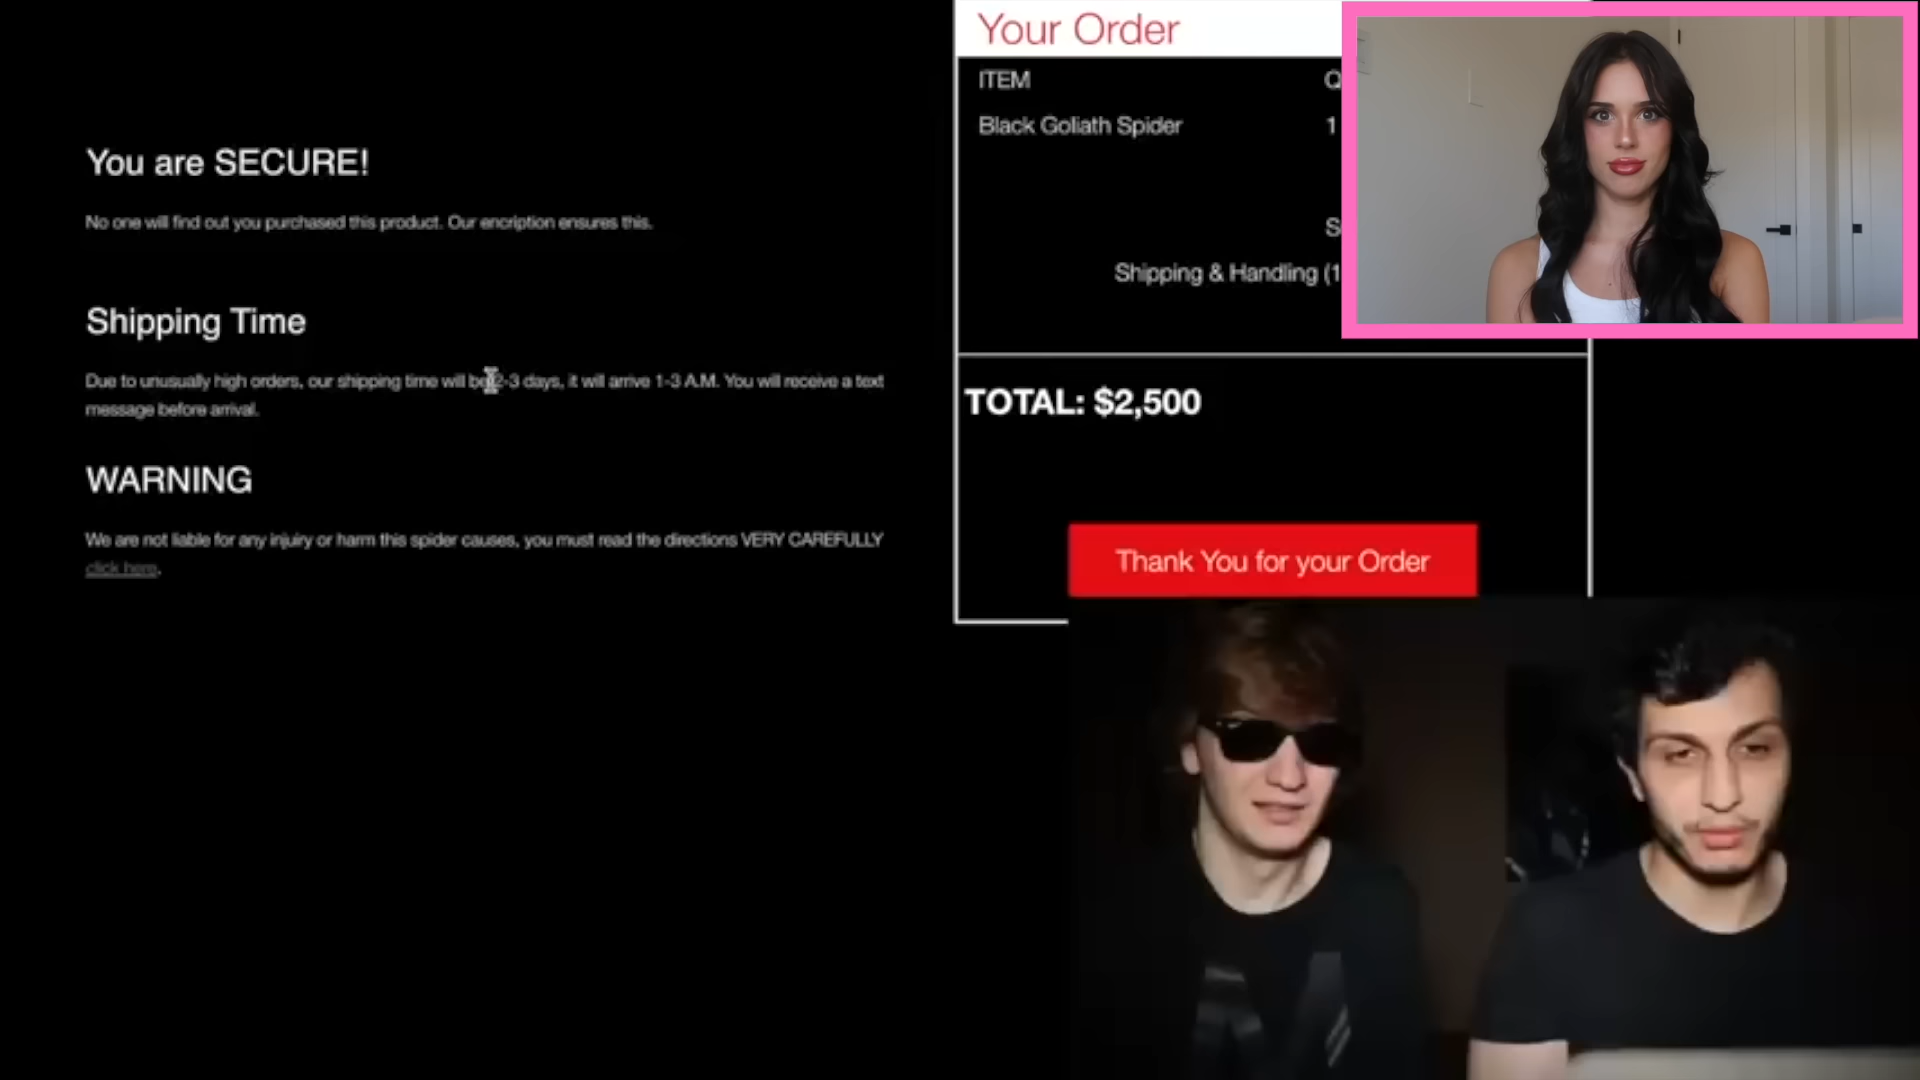 You are SECURE!
No one will find out you purchased this product. Our encription ensures this.
Shipping Time
Due to unusually high orders, our shipping time will be 2-3 days, it will arrive 1-3 A.M. You will receive a text
message before arrival.
WARNING
We are not liable for any injuiry or harm this spider causes, you must read the directions VERY CAREFULLY
click here.
Your Order
ITEM Q
Black Goliath Spider 1
S
Shipping & Handling (1
TOTAL: $2,500
Thank You for your Order